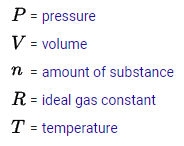 P = pressure
V = volume
n = amount of substance
R = ideal gas constant
T = temperature